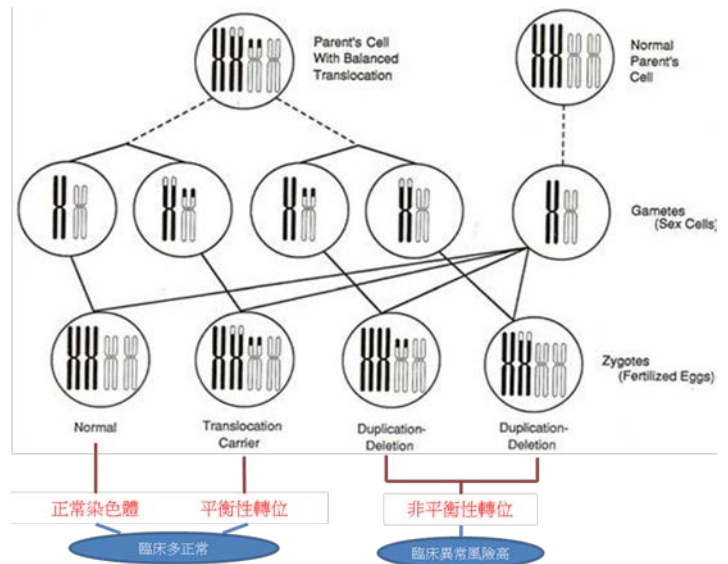 Parent's Cell
With Balanced
Translocation
Normal
Parent's
Cell
Gametes
(Sex Cells)
Zygotes
(Fertilized Eggs)
Normal
Translocation
Carrier
Duplication-
Deletion
Duplication-
Deletion
正常染色體
平衡性轉位
非平衡性轉位
臨床多正常
臨床異常風險高